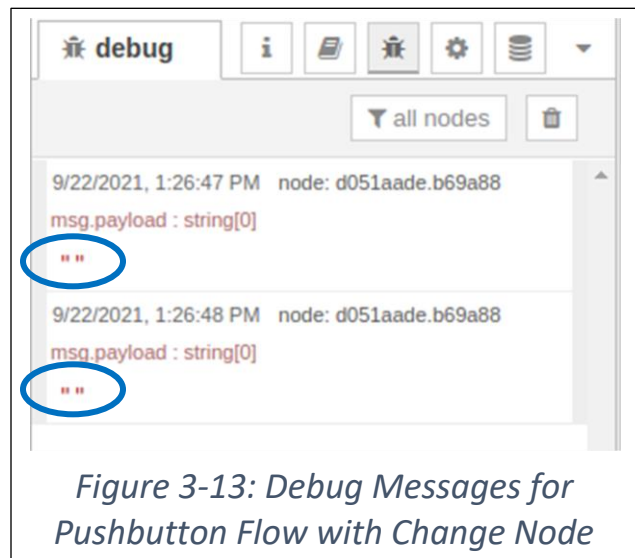 debug
i
all nodes
9/22/2021, 1:26:47 PM node: d051aade.b69a88
msg.payload : string[0]
""
9/22/2021, 1:26:48 PM node: d051aade.b69a88
msg.payload : string[0]
""
Figure 3-13: Debug Messages for
Pushbutton Flow with Change Node